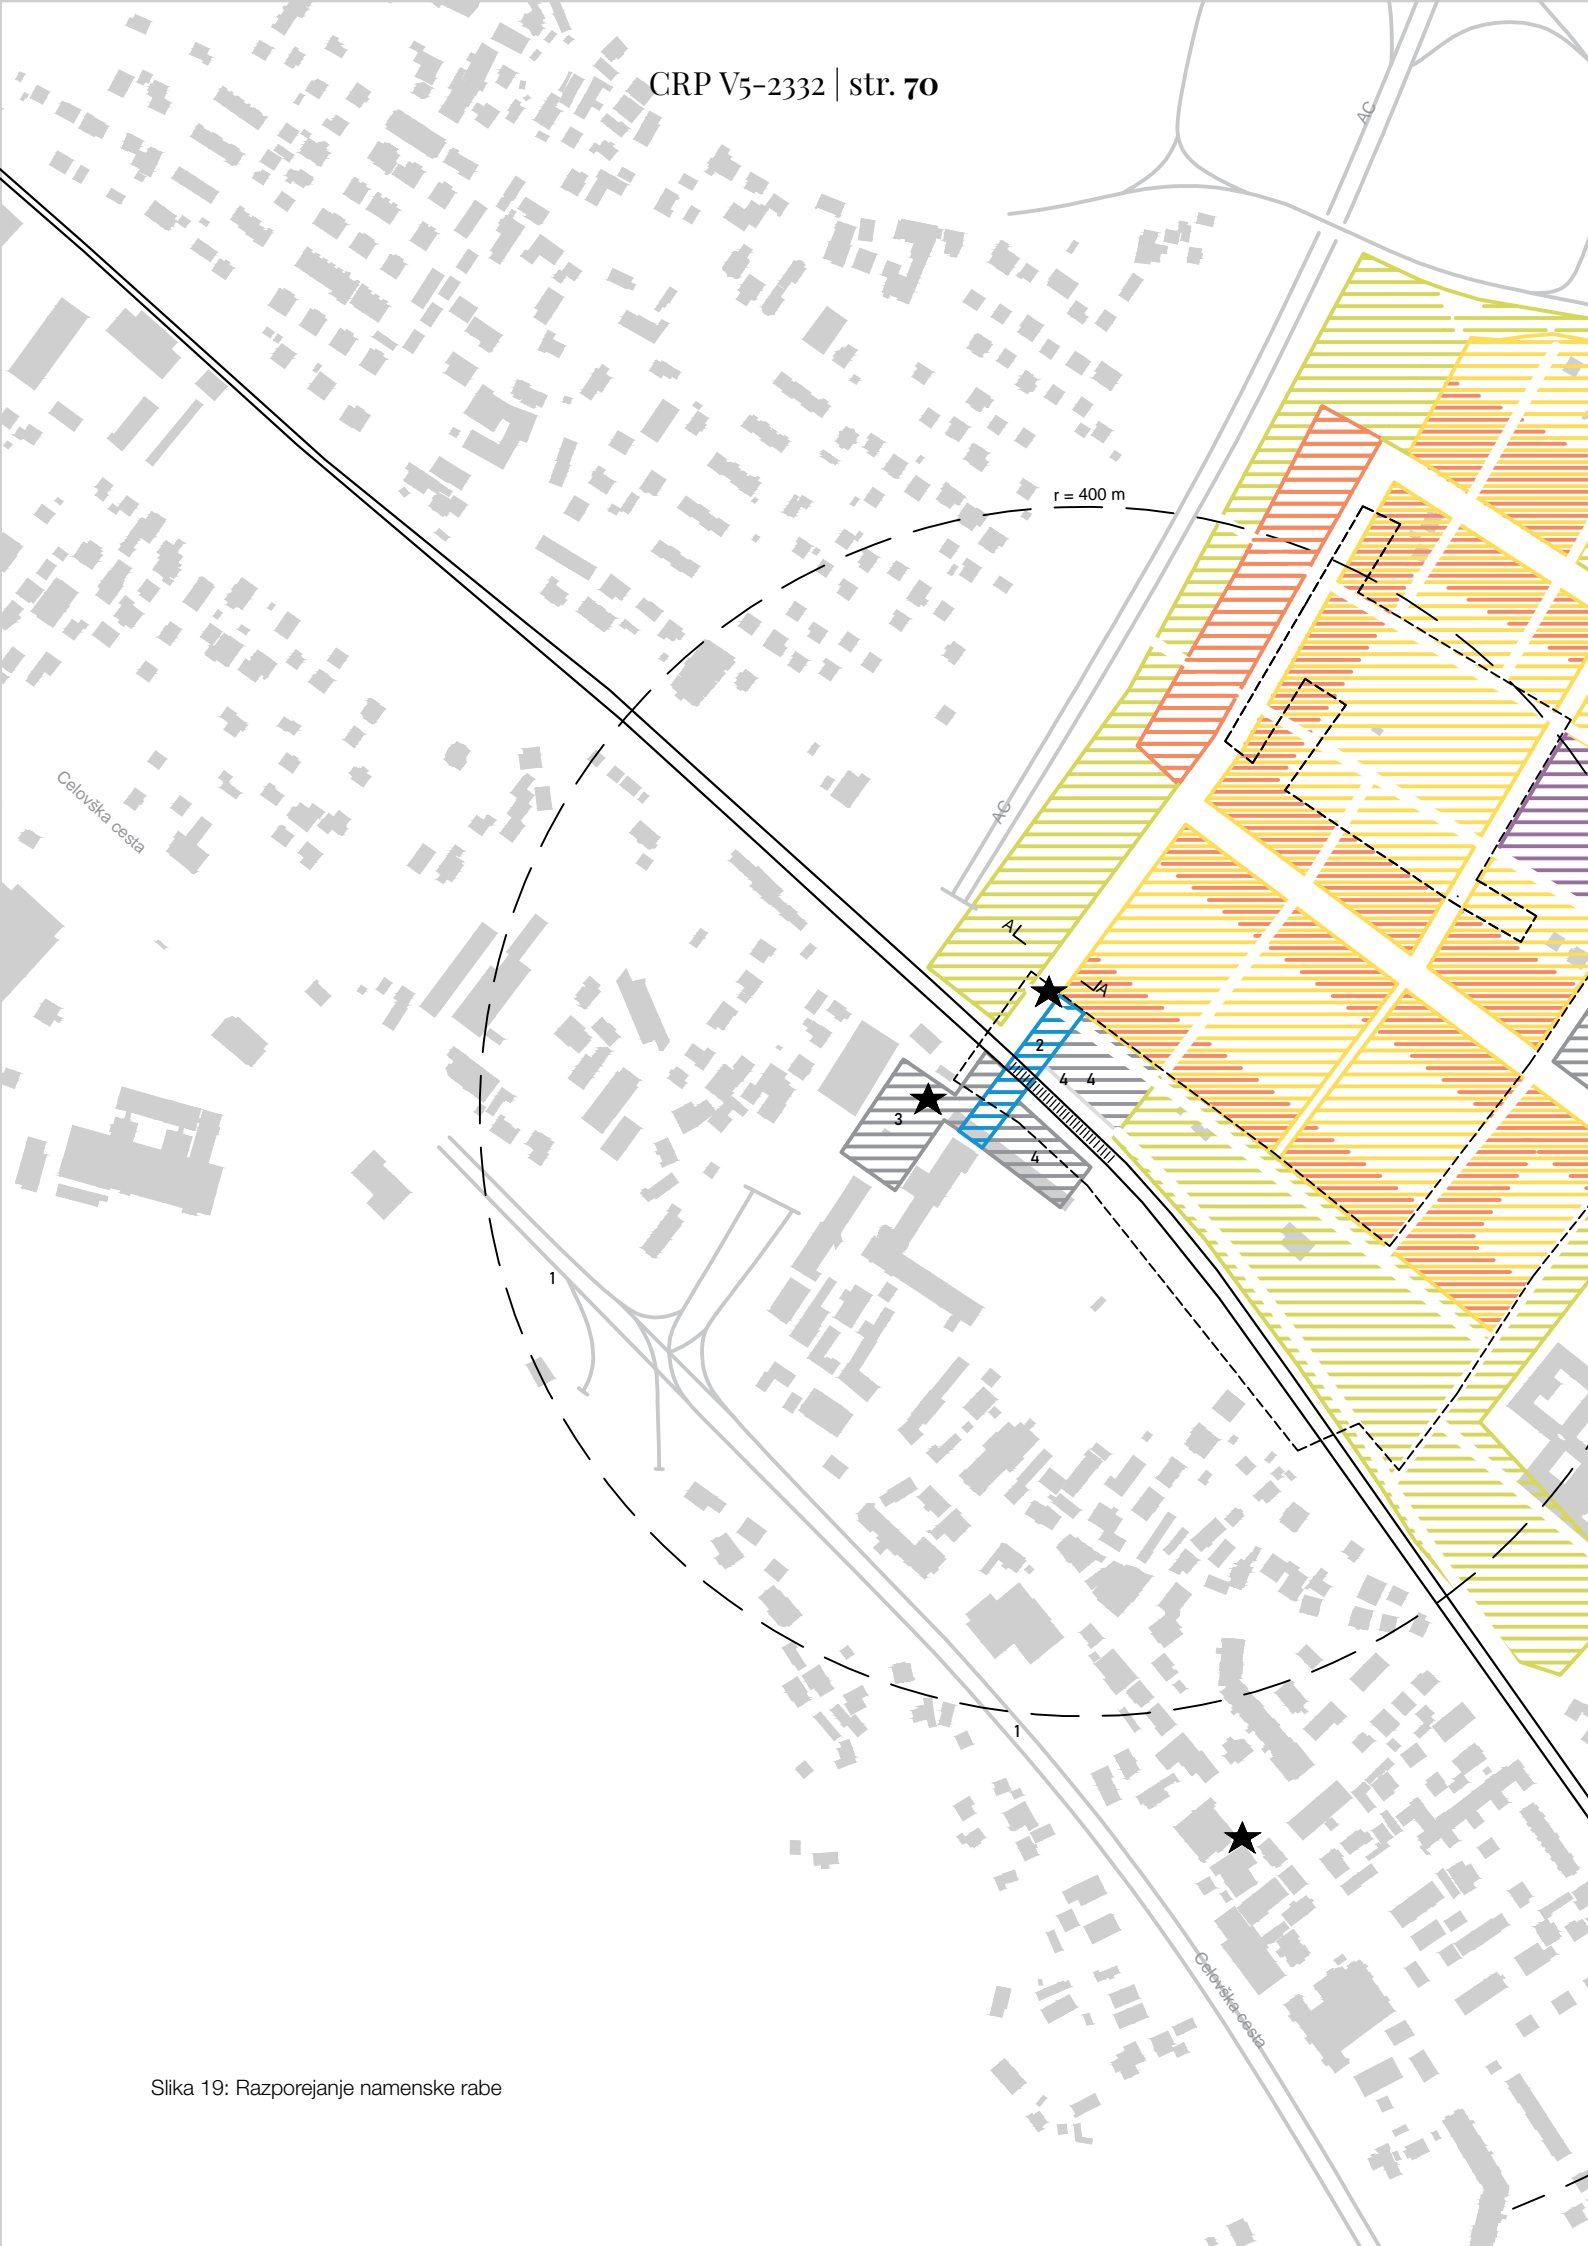 CRP V5-2332 | str. 70
AC
r = 400 m
Celovška cesta
AC
A
A
2
4 4
3
4
1
1
Celovška cesta
Slika 19: Razporejanje namenske rabe